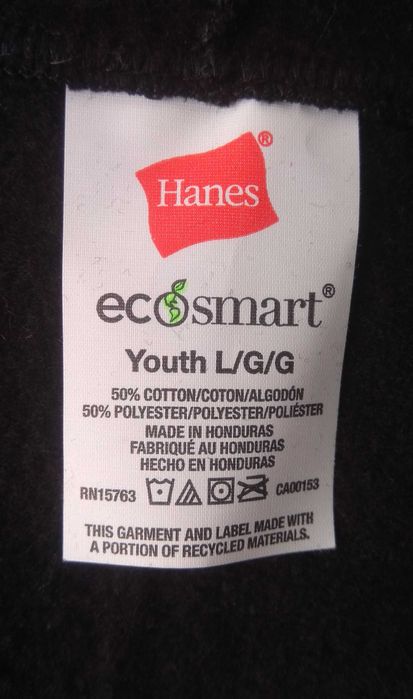 Hanes®
ecosmart®
Youth L/G/G
50% COTTON/COTON/ALGODÓN
50% POLYESTER/POLYESTER/POLIÉSTER
MADE IN HONDURAS
FABRIQUÉ AU HONDURAS
HECHO EN HONDURAS
RN15763 CA00153
THIS GARMENT AND LABEL MADE WITH
A PORTION OF RECYCLED MATERIALS.